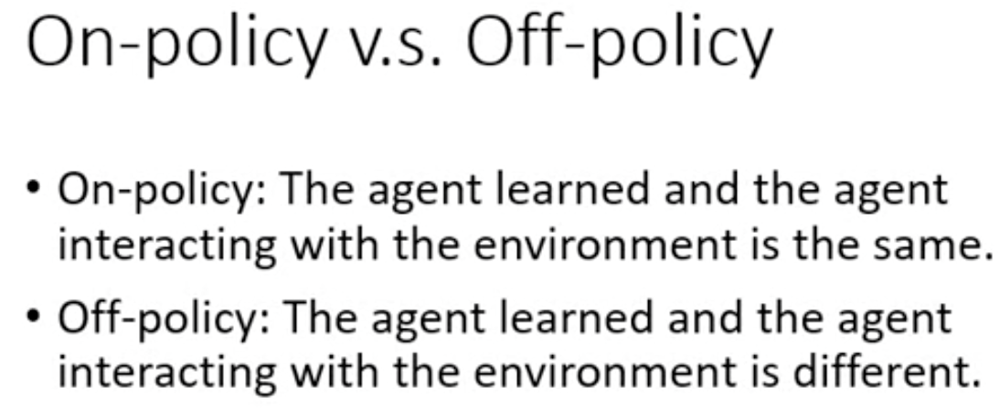 On-policy v.s. Off-policy
• On-policy: The agent learned and the agent
interacting with the environment is the same.
• Off-policy: The agent learned and the agent
interacting with the environment is different.